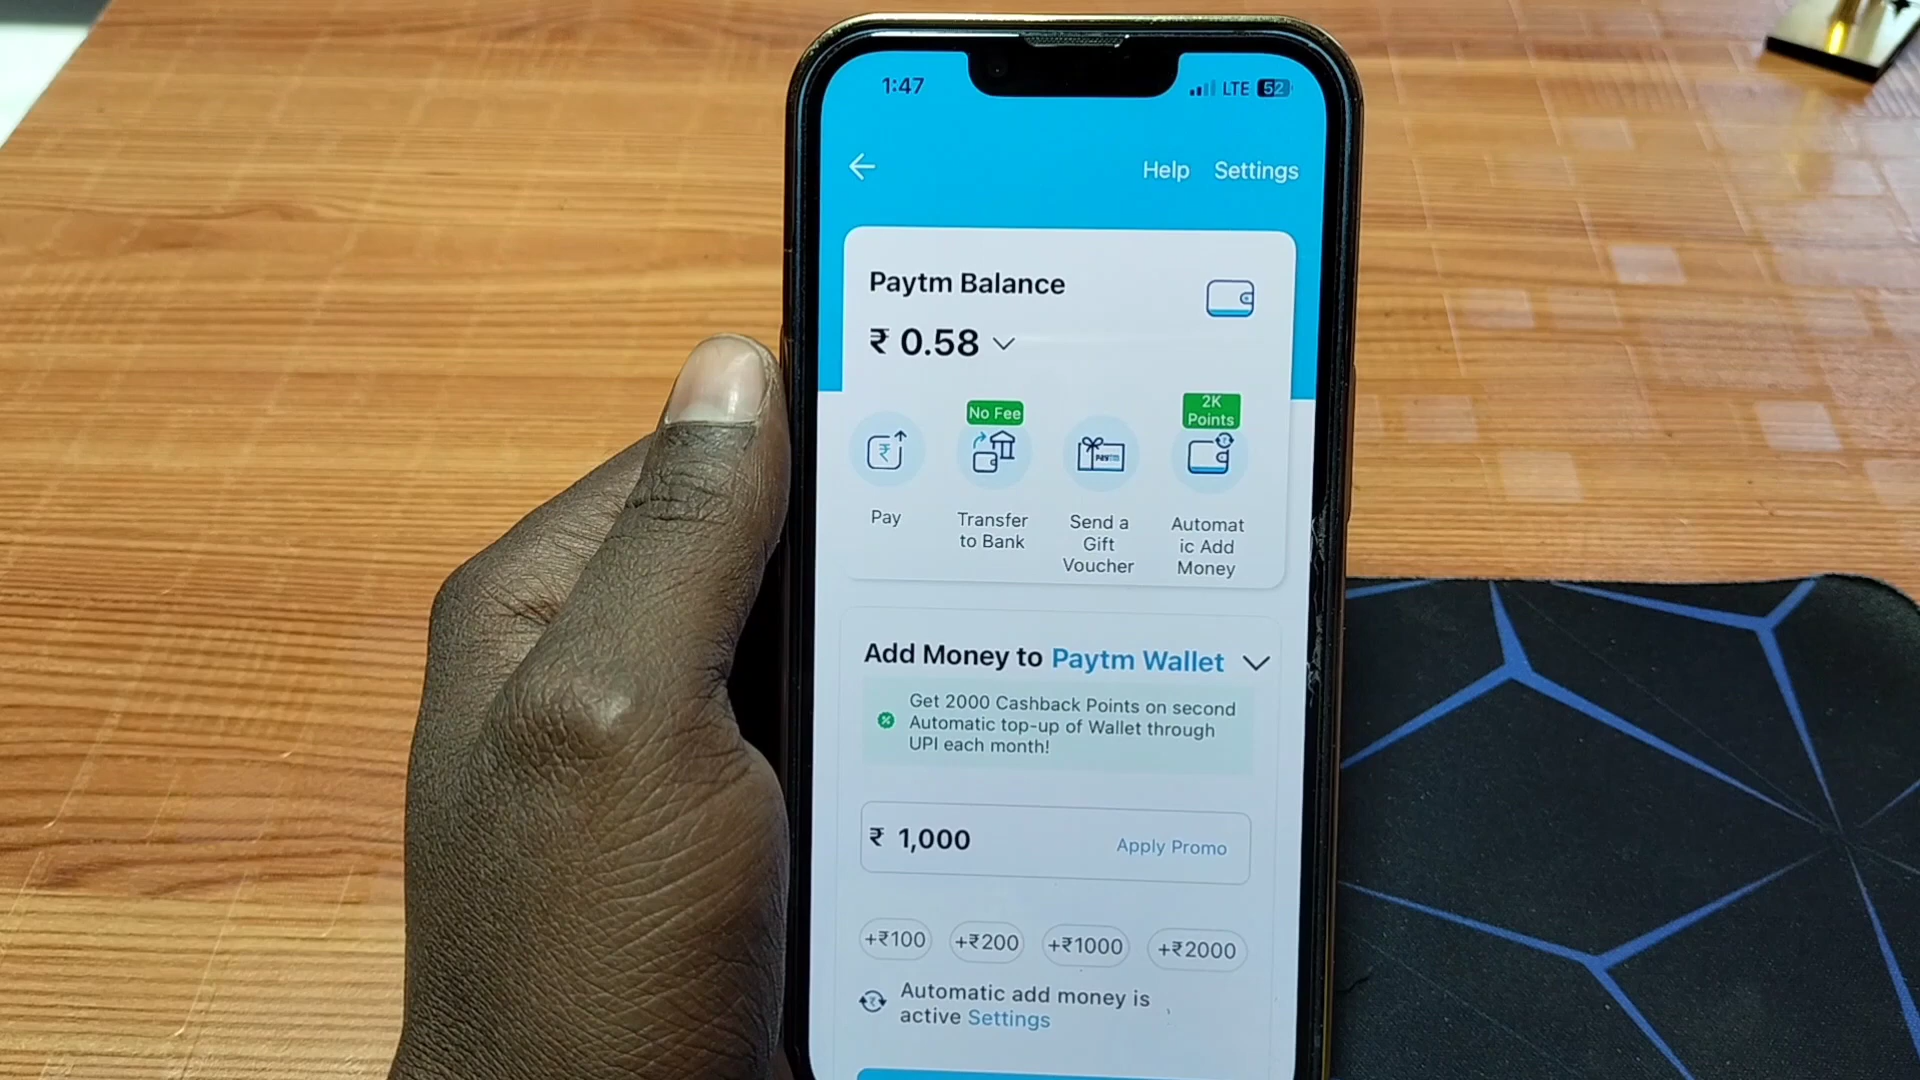 1:47
LTE 52
Help Settings
Paytm Balance
₹ 0.58
No Fee
2K
Points
Pay
Transfer
to Bank
Paytm
Send a
Gift
Voucher
Automat
ic Add
Money
Add Money to Paytm Wallet
Get 2000 Cashback Points on second
Automatic top-up of Wallet through
UPI each month!
₹ 1,000 Apply Promo
+₹100 +₹200 +₹1000 +₹2000
Automatic add money is
active Settings